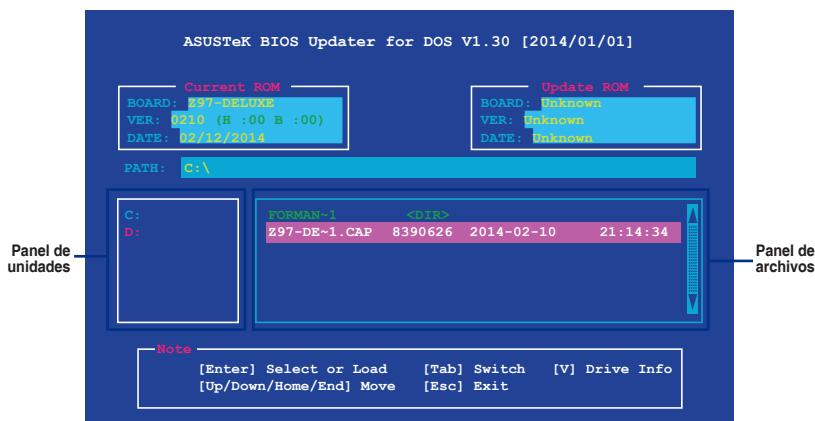 ASUSTeK BIOS Updater for DOS V1.30 [2014/01/01]
Current ROM
BOARD: Z97-DELUXE
VER: 0210 (H :00 B :00)
DATE: 02/12/2014
Update ROM
BOARD: Unknown
VER: Unknown
DATE: Unknown
PATH: C:\
Panel de
unidades
C:
D:
FORMAN~1 <DIR>
Z97-DE~1.CAP 8390626 2014-02-10 21:14:34
Panel de
archivos
Note
[Enter] Select or Load [Tab] Switch [V] Drive Info
[Up/Down/Home/End] Move [Esc] Exit